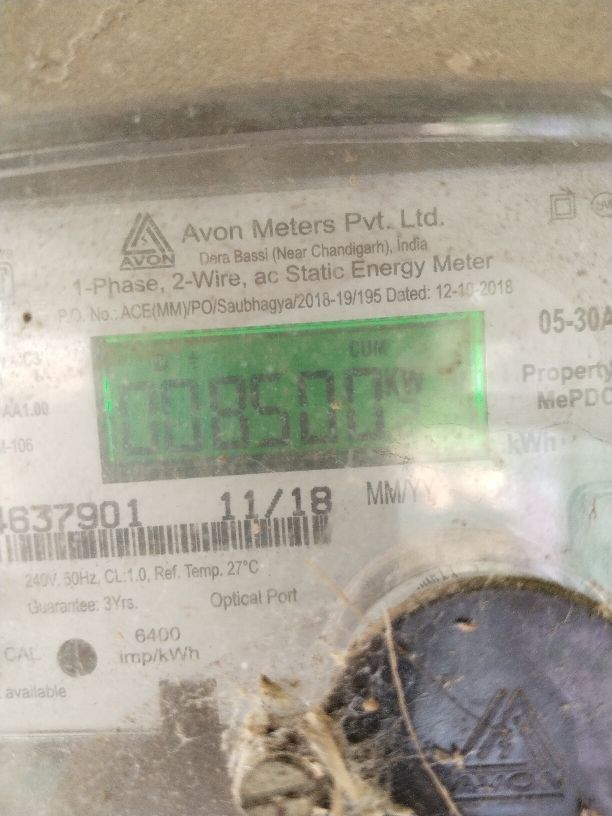 Avon Meters Pvt. Ltd.
AVON
Dera Bassi (Near Chandigarh), India
1-Phase, 2-Wire, ac Static Energy Meter
P.O. No.: ACE(MM)/PO/Saubhagya/2018-19/195 Dated: 12-10-2018
05-30A
CUM
008500
Property
MePDC
AA1.00
-106
kWh
4637901 11/18 MM/YY
240V, 50Hz, CL:1.0, Ref. Temp. 27°C
Guarantee: 3Yrs. Optical Port
CAL 6400
imp/kWh
available
AVON